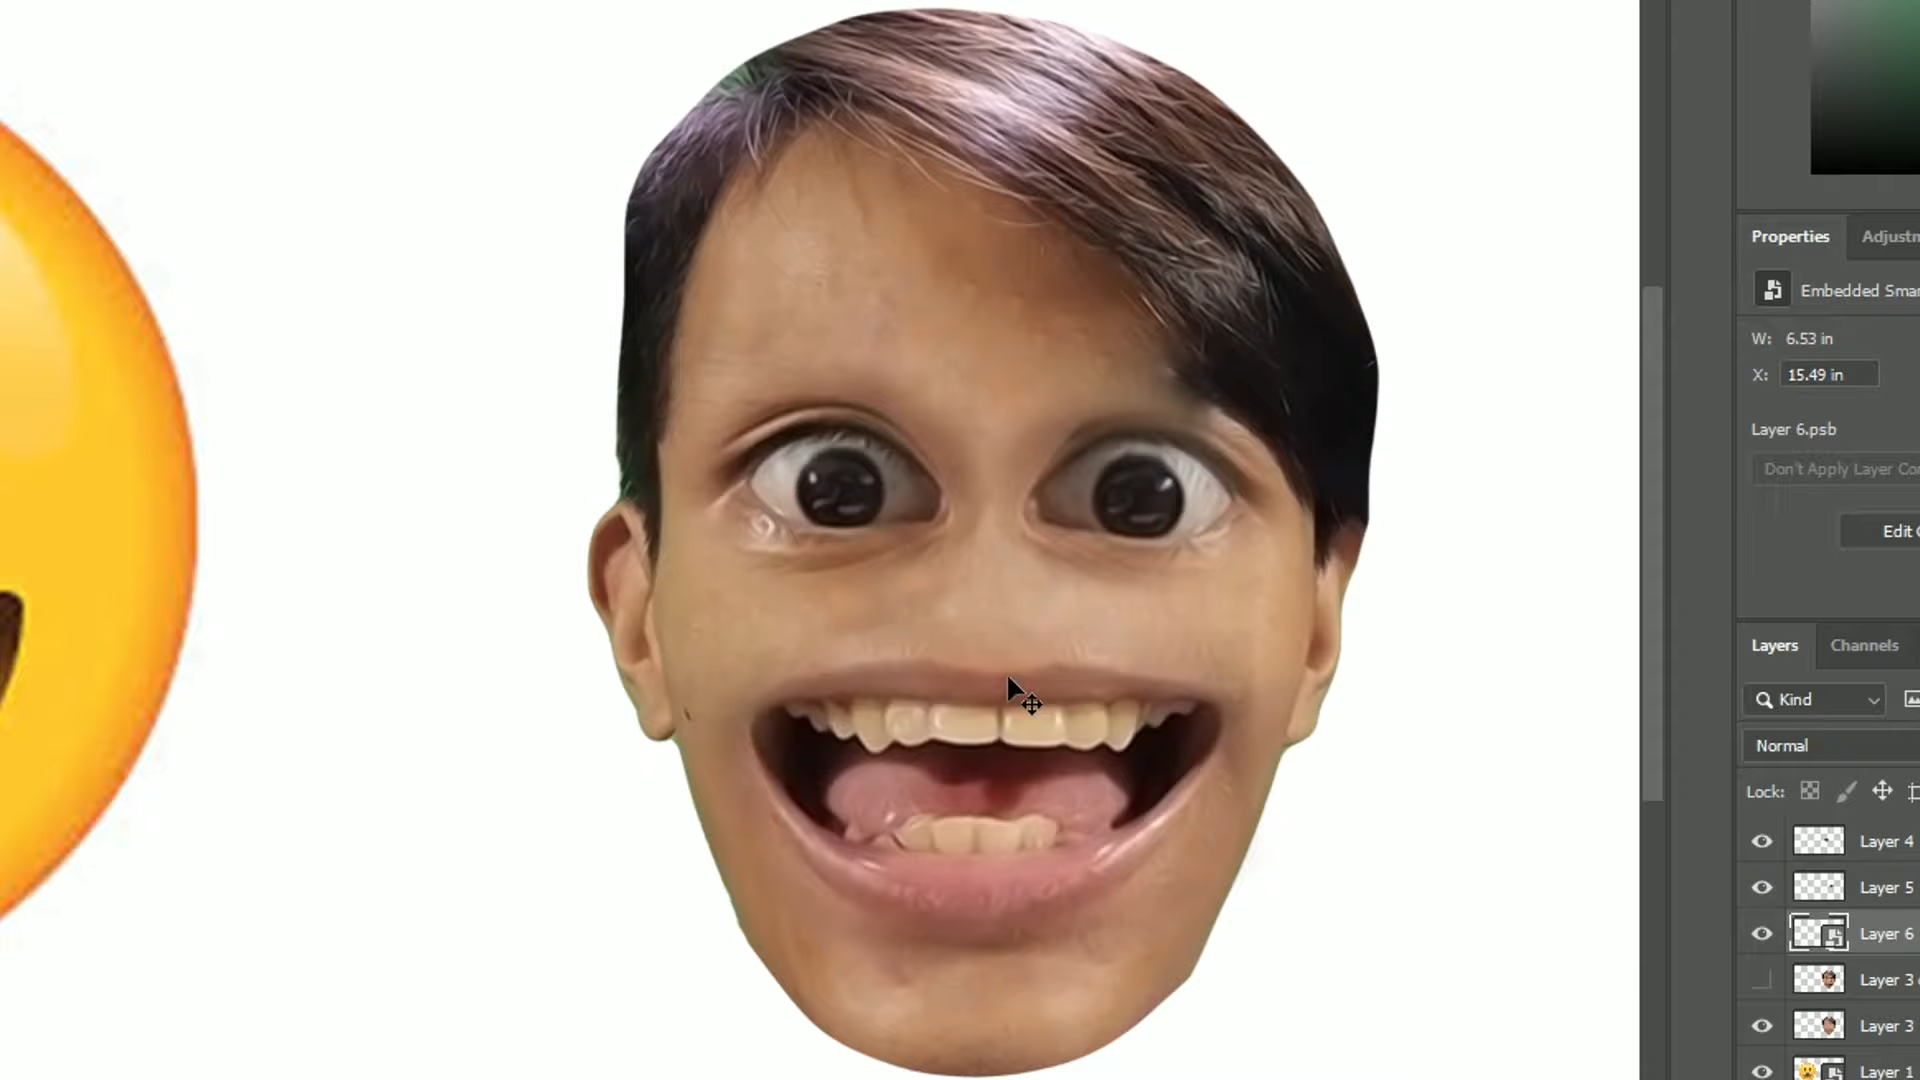 Properties
Adjustm
Embedded Smar
W: 6.53 in
X: 15.49 in
Layer 6.psb
Don't Apply Layer Co
Edit
Layers Channels
Kind
Normal
Lock:
Layer 4
Layer 5
Layer 6
Layer 3
Layer 3
Layer 1